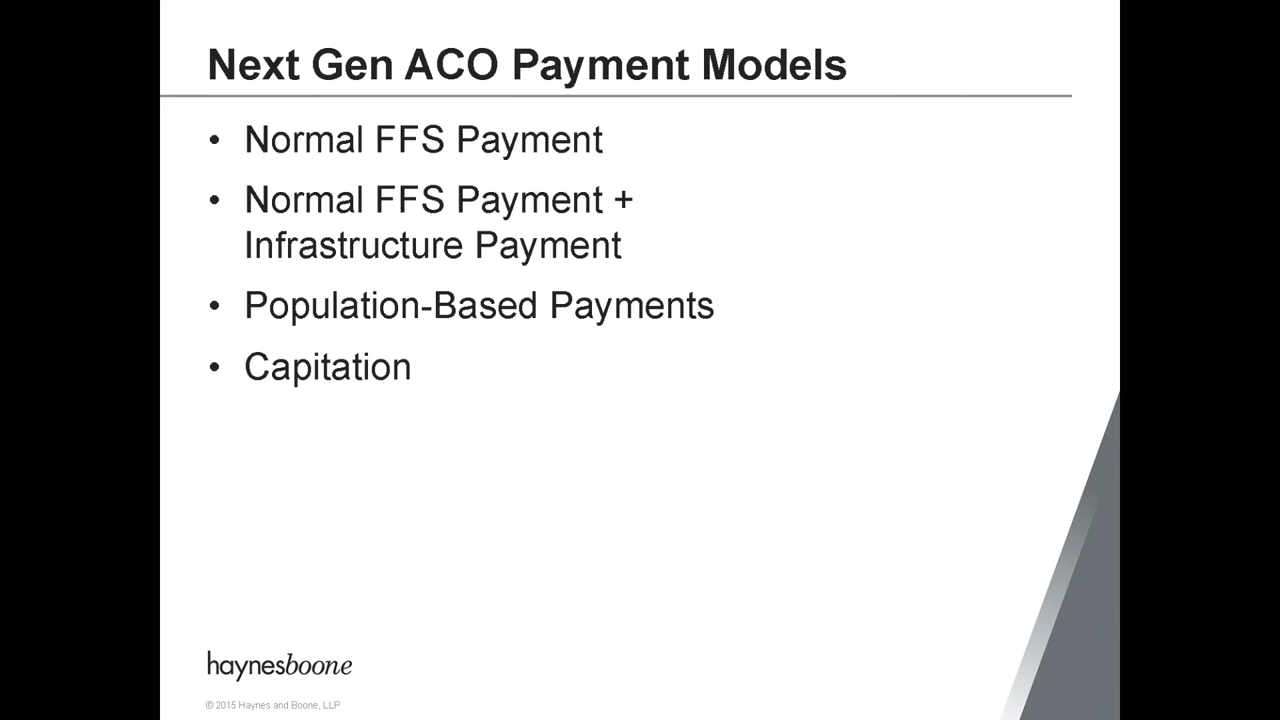 Next Gen ACO Payment Models
• Normal FFS Payment
• Normal FFS Payment +
Infrastructure Payment
• Population-Based Payments
• Capitation
haynesboone
© 2015 Haynes and Boone, LLP